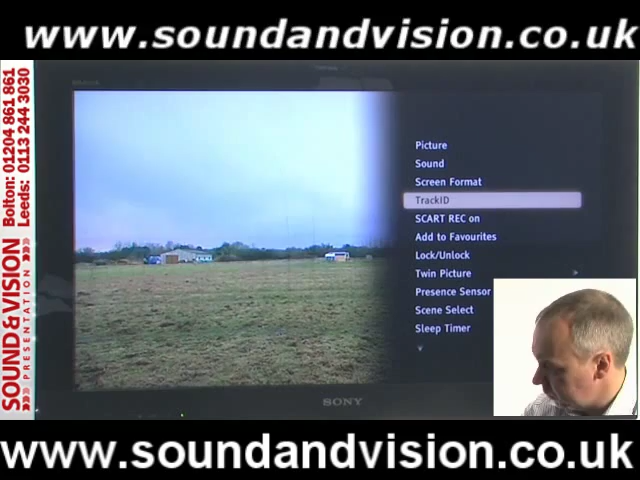 www.soundandvision.co.uk
SOUND & VISION
PRESENTATION
Bolton: 01204 861 861
Leeds: 0113 244 3030
Picture
Sound
Screen Format
TrackID
SCART REC on
Add to Favourites
Lock/Unlock
Twin Picture
Presence Sensor
Scene Select
Sleep Timer
SONY
www.soundandvision.co.uk